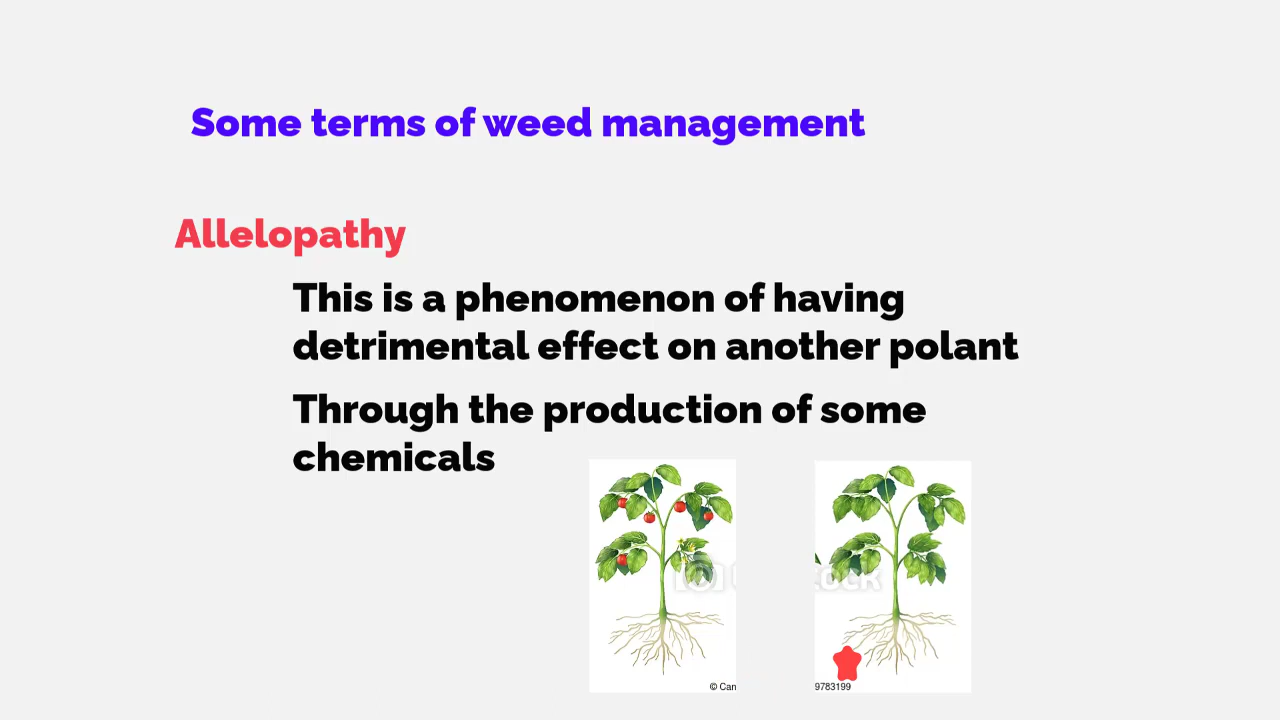 Some terms of weed management
Allelopathy
This is a phenomenon of having
detrimental effect on another polant
Through the production of some
chemicals
© Can
9783199